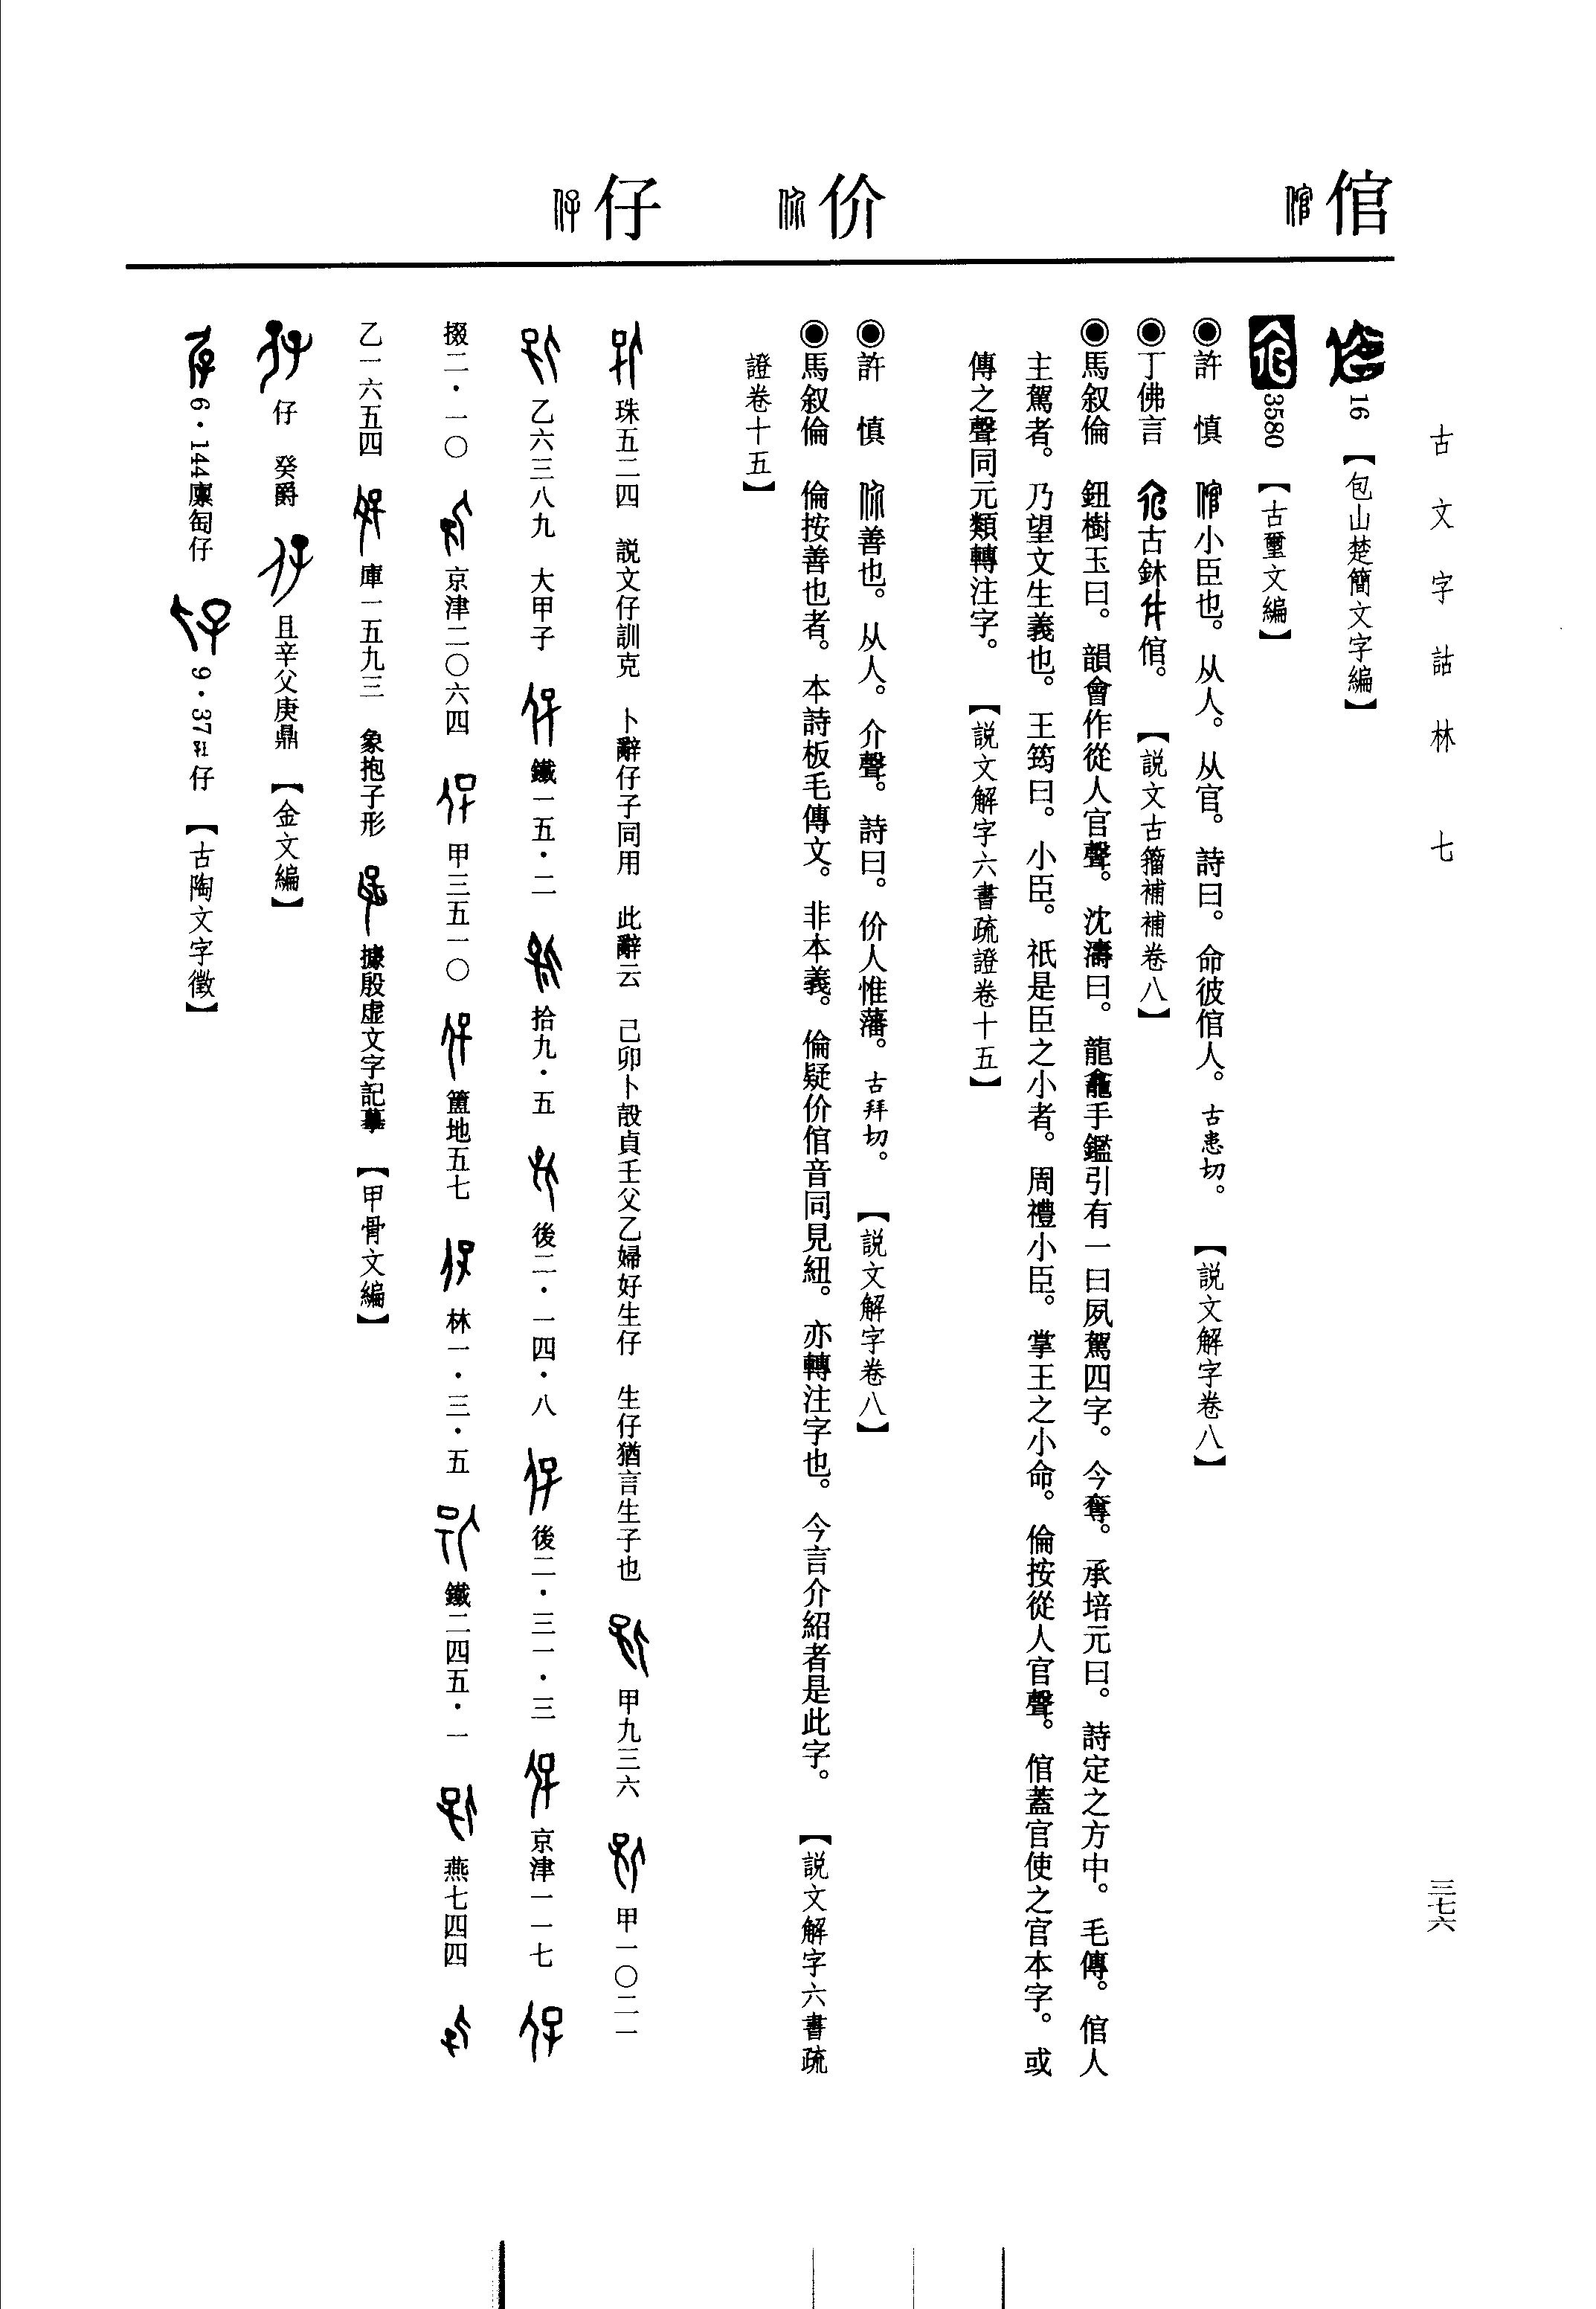 古文字詁林　七
三七六
倌
价
仔
16　【包山楚簡文字編】
3580　【古璽文編】
◉許　慎　小臣也。从人。从官。詩曰。命彼倌人。古患切。　【説文解字卷八】
◉丁佛言　古鉢倌。　【説文古籀補補卷八】
◉馬叙倫　鈕樹玉曰。韻會作從人官聲。沈濤曰。龍龕手鑑引有一曰夙駕四字。今奪。承培元曰。詩定之方中。毛傳。倌人
主駕者。乃望文生義也。王筠曰。小臣。祇是臣之小者。周禮小臣。掌王之小命。倫按從人官聲。倌蓋官使之官本字。或
傳之聲同元類轉注字。　【説文解字六書疏證卷十五】
◉許　慎　善也。从人。介聲。詩曰。价人惟藩。古拜切。　【説文解字卷八】
◉馬叙倫　倫按善也者。本詩板毛傳文。非本義。倫疑价倌音同見紐。亦轉注字也。今言介紹者是此字。　【説文解字六書疏
證卷十五】
珠五二四　説文仔訓克　卜辭仔子同用　此辭云　己卯卜㱿貞壬父乙婦好生仔　生仔猶言生子也　甲九三六　甲一〇二一
乙六三八九　大甲子　鐵一五・二　拾九・五　後二・一四・八　後二・三一・三　京津一一七
掇二・一〇　京津二〇六四　甲三五一〇　簠地五七　林一・三・五　鐵二四五・一　燕七四四
乙一六五四　庫一五九三　象抱子形　據殷虚文字記摹　【甲骨文編】
仔　癸爵　且辛父庚鼎　【金文編】
6・144　廩匋仔　9・37　仔　【古陶文字徵】